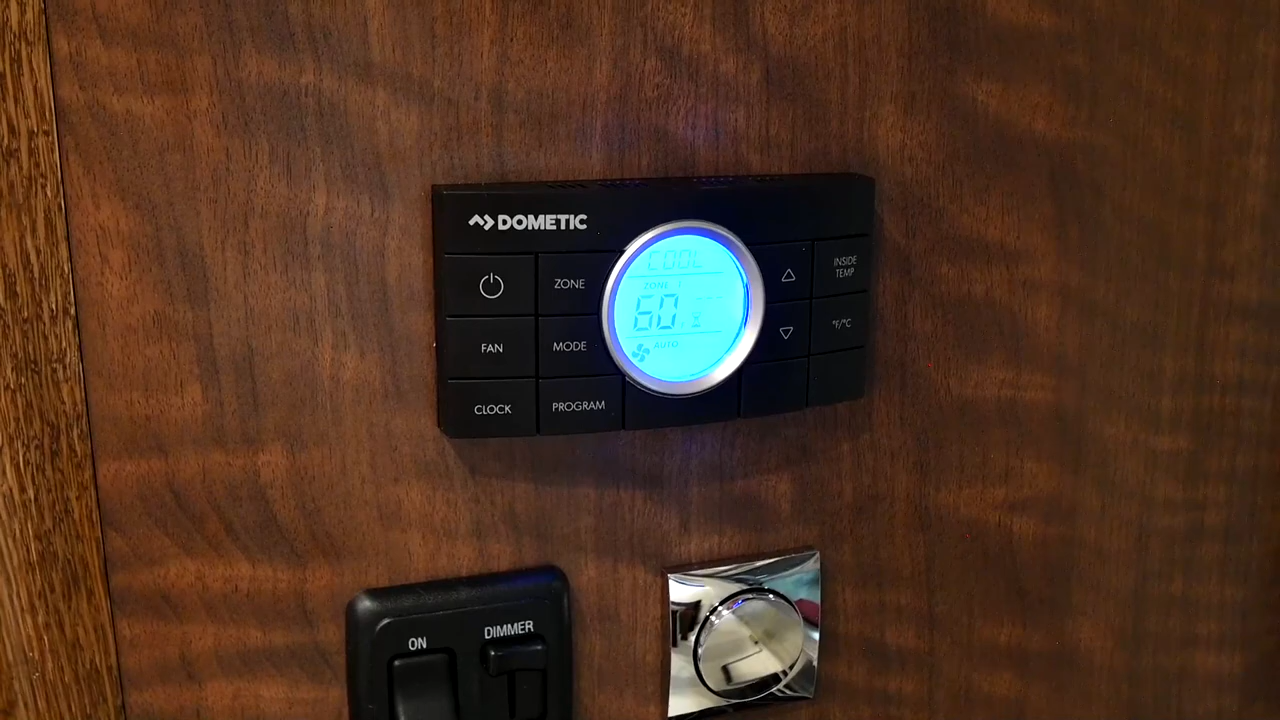 DOMETIC
COOL
ZONE 1
60
AUTO
ZONE
FAN
MODE
CLOCK
PROGRAM
INSIDE
TEMP
°F/°C
ON
DIMMER